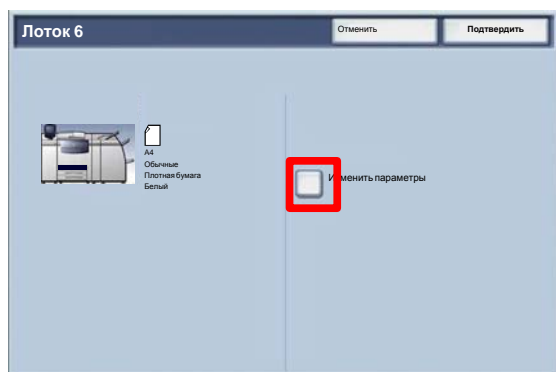 Лоток 6
Отменить
Подтвердить
A4
Обычные
Плотная бумага
Белый
Изменить параметры